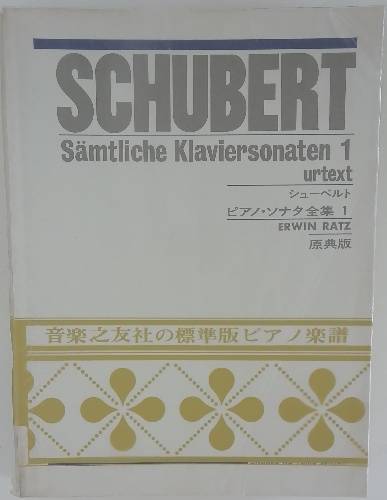 SCHUBERT
Sämtliche Klaviersonaten 1
urtext
シューベルト
ピアノ・ソナタ全集 1
ERWIN RATZ
原典版
音楽之友社の標準版ピアノ楽譜